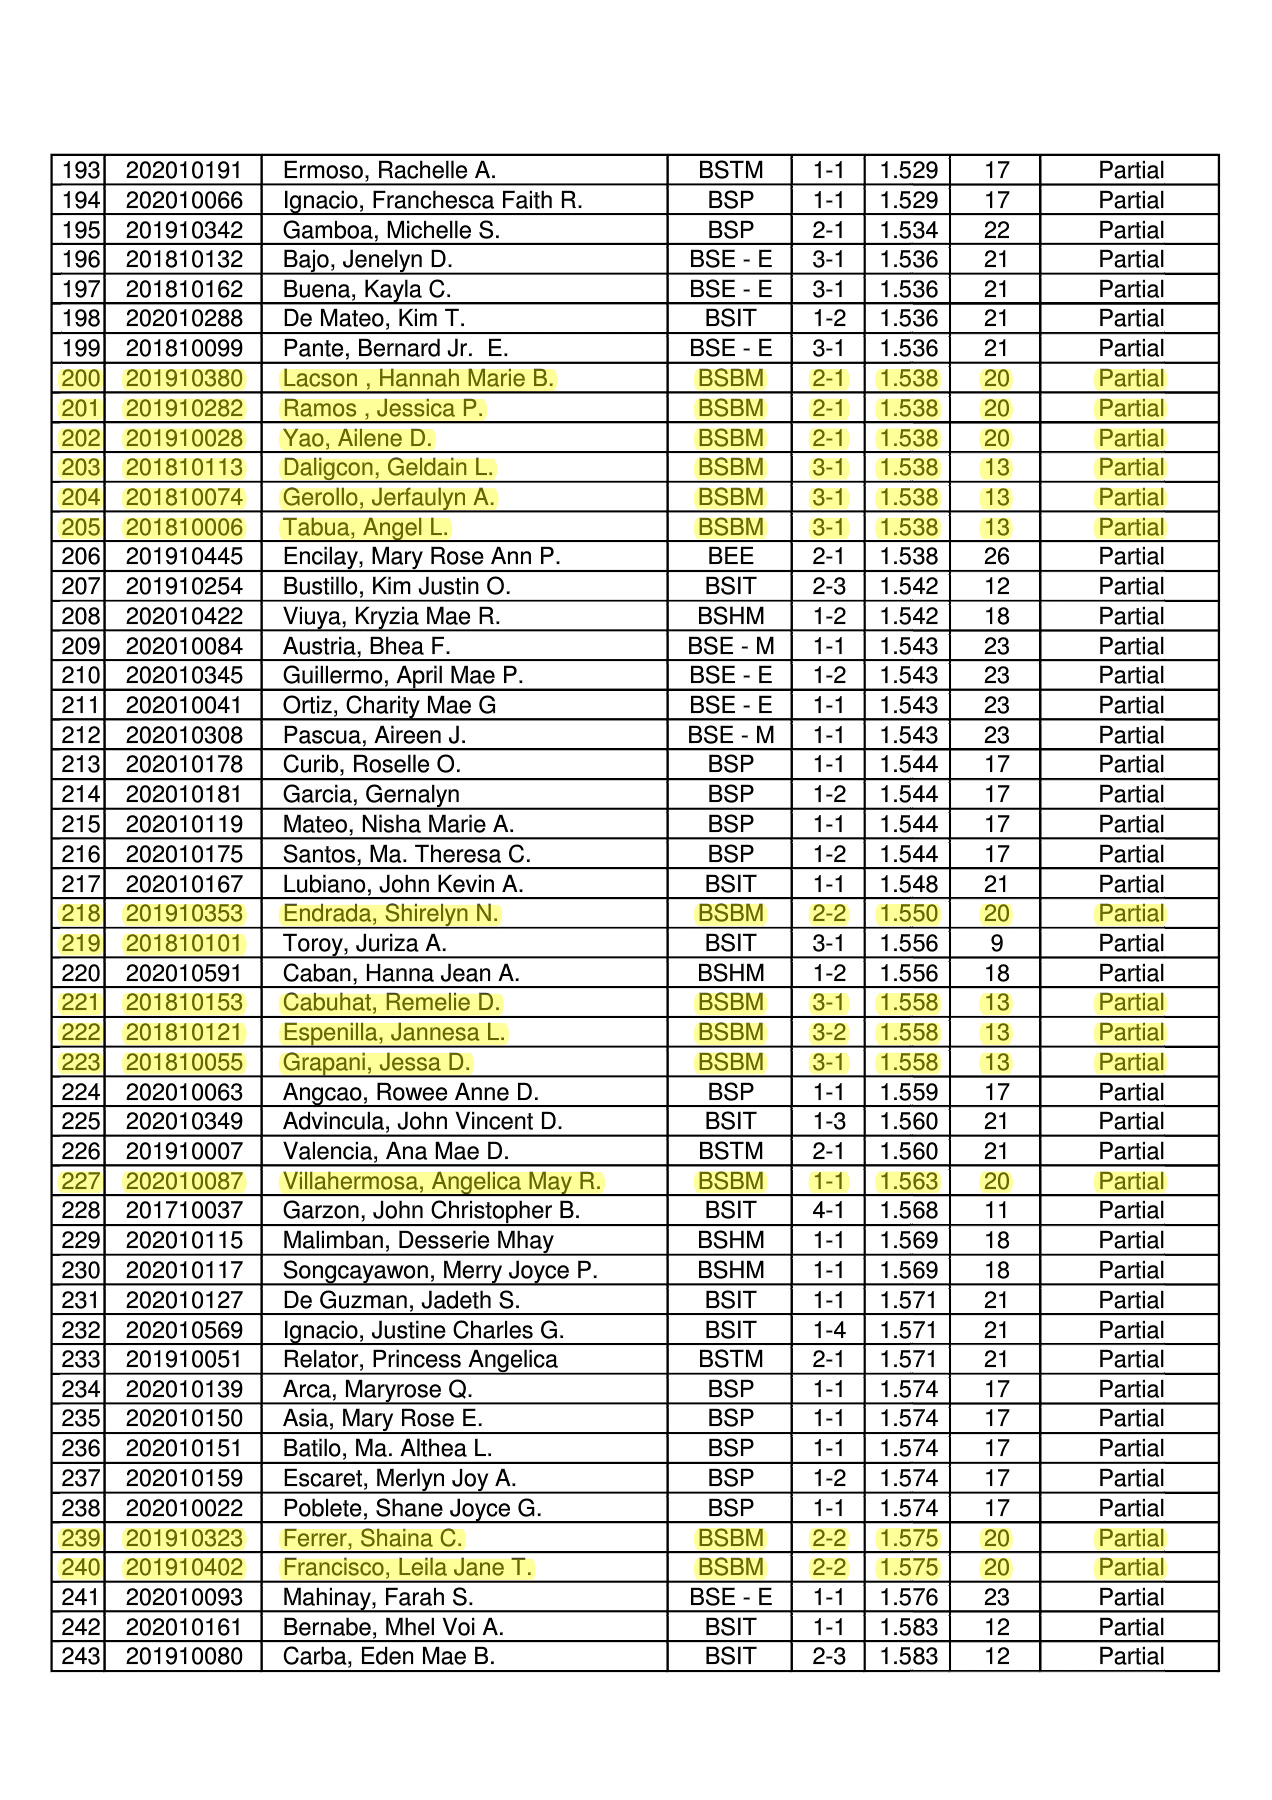 193 202010191 Ermoso, Rachelle A. BSTM 1-1 1.529 17 Partial
194 202010066 Ignacio, Franchesca Faith R. BSP 1-1 1.529 17 Partial
195 201910342 Gamboa, Michelle S. BSP 2-1 1.534 22 Partial
196 201810132 Bajo, Jenelyn D. BSE - E 3-1 1.536 21 Partial
197 201810162 Buena, Kayla C. BSE - E 3-1 1.536 21 Partial
198 202010288 De Mateo, Kim T. BSIT 1-2 1.536 21 Partial
199 201810099 Pante, Bernard Jr. E. BSE - E 3-1 1.536 21 Partial
200 201910380 Lacson , Hannah Marie B. BSBM 2-1 1.538 20 Partial
201 201910282 Ramos , Jessica P. BSBM 2-1 1.538 20 Partial
202 201910028 Yao, Ailene D. BSBM 2-1 1.538 20 Partial
203 201810113 Daligcon, Geldain L. BSBM 3-1 1.538 13 Partial
204 201810074 Gerollo, Jerfaulyn A. BSBM 3-1 1.538 13 Partial
205 201810006 Tabua, Angel L. BSBM 3-1 1.538 13 Partial
206 201910445 Encilay, Mary Rose Ann P. BEE 2-1 1.538 26 Partial
207 201910254 Bustillo, Kim Justin O. BSIT 2-3 1.542 12 Partial
208 202010422 Viuya, Kryzia Mae R. BSHM 1-2 1.542 18 Partial
209 202010084 Austria, Bhea F. BSE - M 1-1 1.543 23 Partial
210 202010345 Guillermo, April Mae P. BSE - E 1-2 1.543 23 Partial
211 202010041 Ortiz, Charity Mae G BSE - E 1-1 1.543 23 Partial
212 202010308 Pascua, Aireen J. BSE - M 1-1 1.543 23 Partial
213 202010178 Curib, Roselle O. BSP 1-1 1.544 17 Partial
214 202010181 Garcia, Gernalyn BSP 1-2 1.544 17 Partial
215 202010119 Mateo, Nisha Marie A. BSP 1-1 1.544 17 Partial
216 202010175 Santos, Ma. Theresa C. BSP 1-2 1.544 17 Partial
217 202010167 Lubiano, John Kevin A. BSIT 1-1 1.548 21 Partial
218 201910353 Endrada, Shirelyn N. BSBM 2-2 1.550 20 Partial
219 201810101 Toroy, Juriza A. BSIT 3-1 1.556 9 Partial
220 202010591 Caban, Hanna Jean A. BSHM 1-2 1.556 18 Partial
221 201810153 Cabuhat, Remelie D. BSBM 3-1 1.558 13 Partial
222 201810121 Espenilla, Jannesa L. BSBM 3-2 1.558 13 Partial
223 201810055 Grapani, Jessa D. BSBM 3-1 1.558 13 Partial
224 202010063 Angcao, Rowee Anne D. BSP 1-1 1.559 17 Partial
225 202010349 Advincula, John Vincent D. BSIT 1-3 1.560 21 Partial
226 201910007 Valencia, Ana Mae D. BSTM 2-1 1.560 21 Partial
227 202010087 Villahermosa, Angelica May R. BSBM 1-1 1.563 20 Partial
228 201710037 Garzon, John Christopher B. BSIT 4-1 1.568 11 Partial
229 202010115 Malimban, Desserie Mhay BSHM 1-1 1.569 18 Partial
230 202010117 Songcayawon, Merry Joyce P. BSHM 1-1 1.569 18 Partial
231 202010127 De Guzman, Jadeth S. BSIT 1-1 1.571 21 Partial
232 202010569 Ignacio, Justine Charles G. BSIT 1-4 1.571 21 Partial
233 201910051 Relator, Princess Angelica BSTM 2-1 1.571 21 Partial
234 202010139 Arca, Maryrose Q. BSP 1-1 1.574 17 Partial
235 202010150 Asia, Mary Rose E. BSP 1-1 1.574 17 Partial
236 202010151 Batilo, Ma. Althea L. BSP 1-1 1.574 17 Partial
237 202010159 Escaret, Merlyn Joy A. BSP 1-2 1.574 17 Partial
238 202010022 Poblete, Shane Joyce G. BSP 1-1 1.574 17 Partial
239 201910323 Ferrer, Shaina C. BSBM 2-2 1.575 20 Partial
240 201910402 Francisco, Leila Jane T. BSBM 2-2 1.575 20 Partial
241 202010093 Mahinay, Farah S. BSE - E 1-1 1.576 23 Partial
242 202010161 Bernabe, Mhel Voi A. BSIT 1-1 1.583 12 Partial
243 201910080 Carba, Eden Mae B. BSIT 2-3 1.583 12 Partial